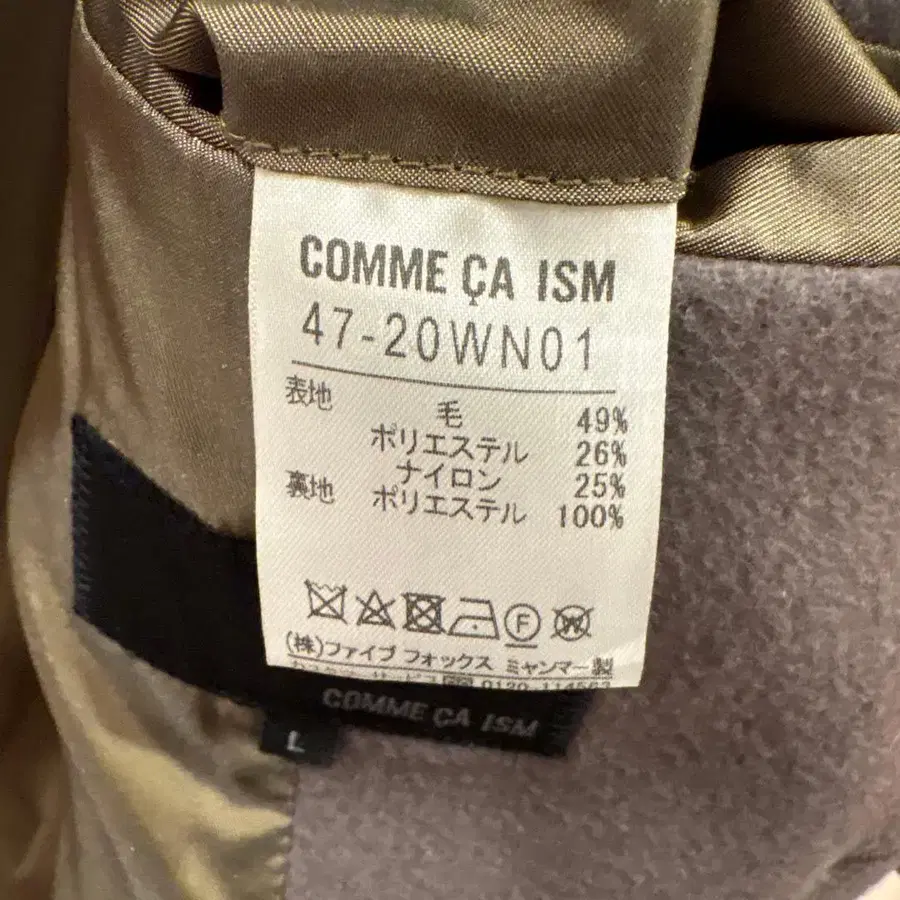 COMME ÇA ISM
47-20WN01
表地
毛 49%
ポリエステル 26%
ナイロン 25%
裏地 ポリエステル 100%
F W
(株)ファイブ フォックス ミャンマー製
COMME ÇA ISM
L